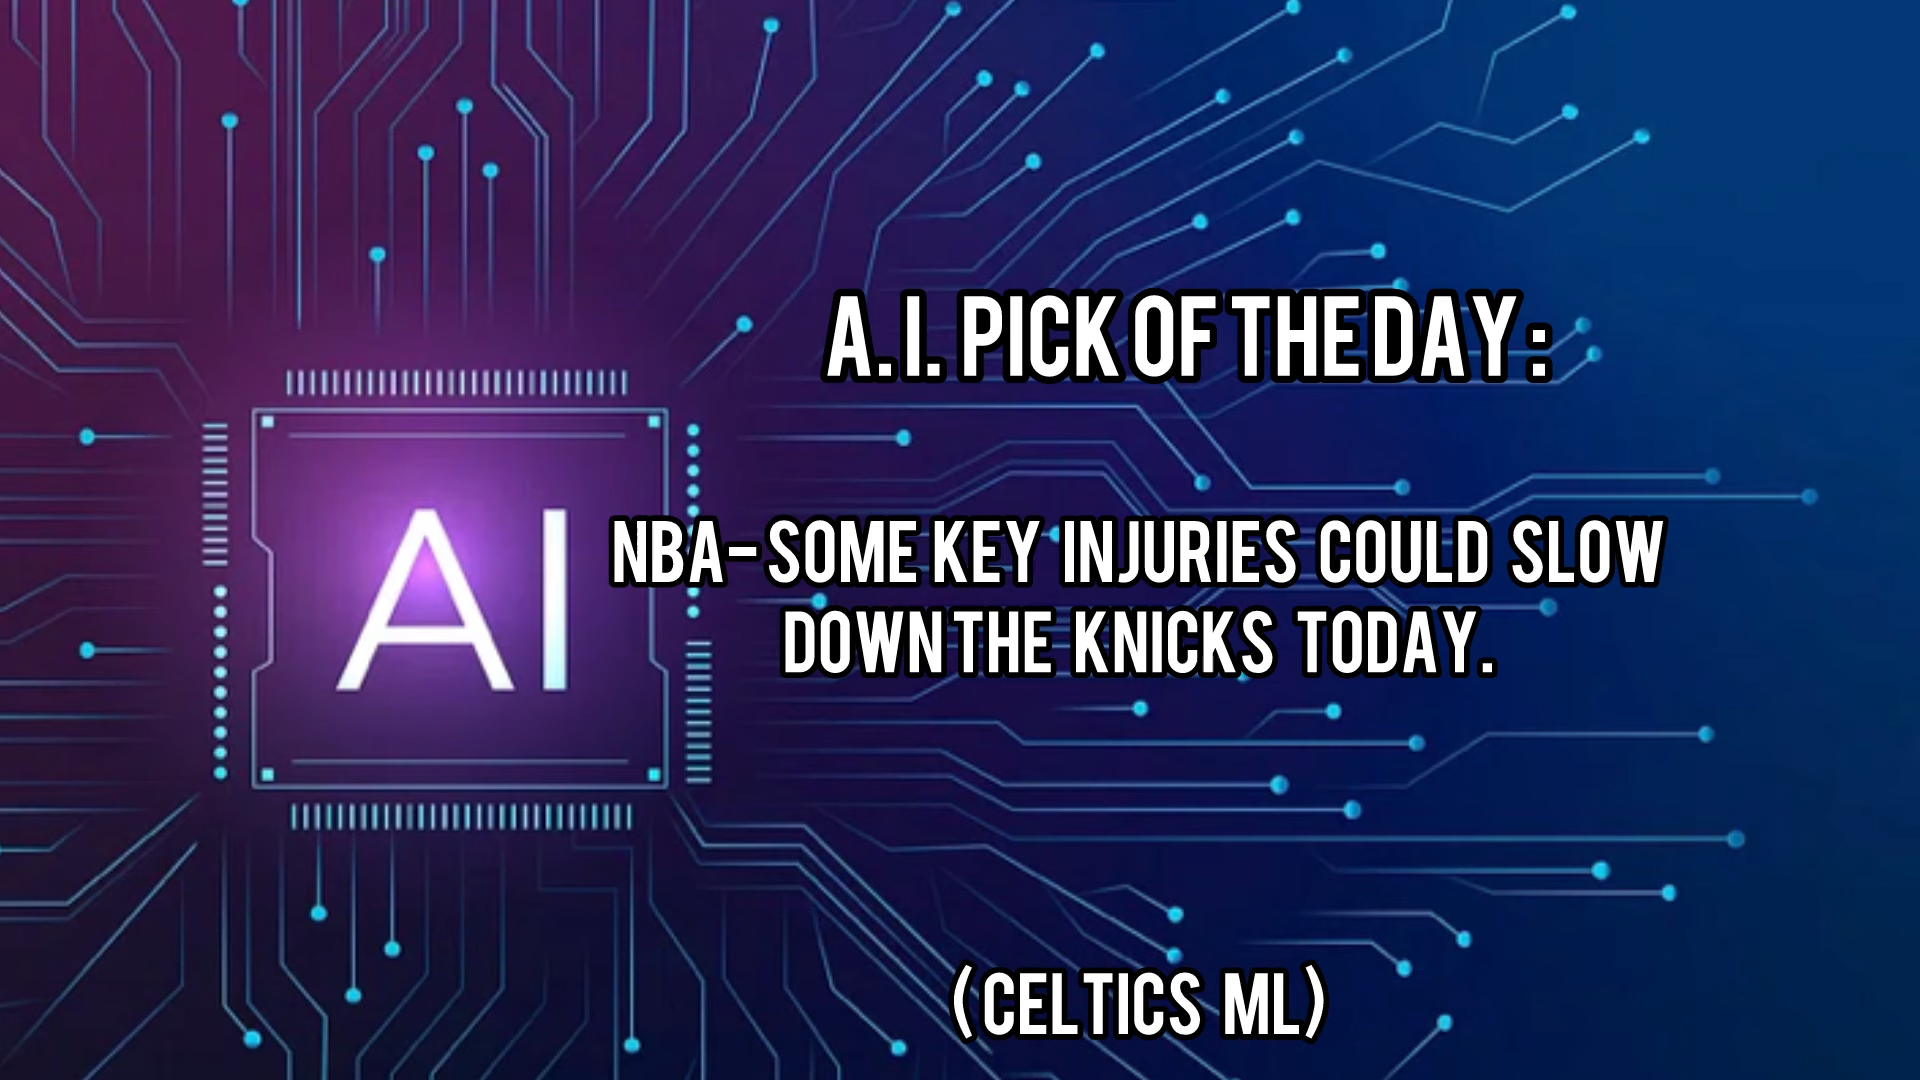 A.I. PICK OF THE DAY:
AI
NBA-SOME KEY INJURIES COULD SLOW
DOWN THE KNICKS TODAY.
(CELTICS ML)